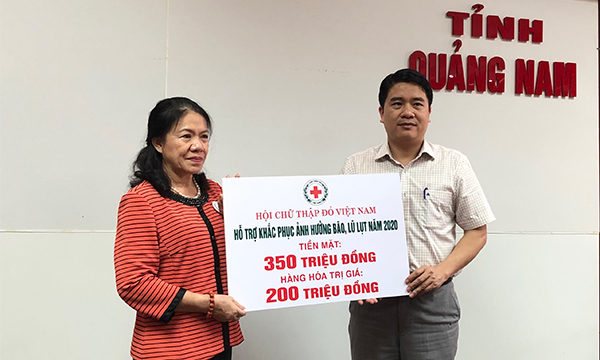 TỈNH
QUẢNG NAM
HỘI CHỮ THẬP ĐỎ VIỆT NAM
HỖ TRỢ KHẮC PHỤC ẢNH HƯỞNG BÃO, LŨ LỤT NĂM 2020
TIỀN MẶT:
350 TRIỆU ĐỒNG
HÀNG HÓA TRỊ GIÁ:
200 TRIỆU ĐỒNG